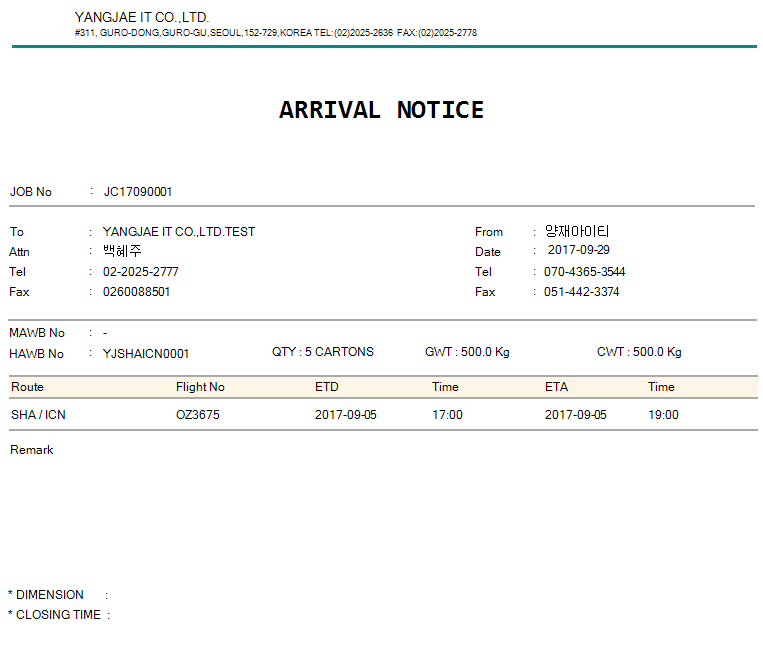 YANGJAE IT CO.,LTD.
#311, GURO-DONG,GURO-GU,SEOUL,152-729,KOREA TEL:(02)2025-2636 FAX:(02)2025-2778
ARRIVAL NOTICE
JOB No : JC17090001
To : YANGJAE IT CO.,LTD.TEST From : 양재아이티
Attn : 백혜주 Date : 2017-09-29
Tel : 02-2025-2777 Tel : 070-4365-3544
Fax : 0260088501 Fax : 051-442-3374
MAWB No : -
HAWB No : YJSHAICN0001 QTY : 5 CARTONS GWT : 500.0 Kg CWT : 500.0 Kg
Route Flight No ETD Time ETA Time
SHA / ICN OZ3675 2017-09-05 17:00 2017-09-05 19:00
Remark
* DIMENSION :
* CLOSING TIME :